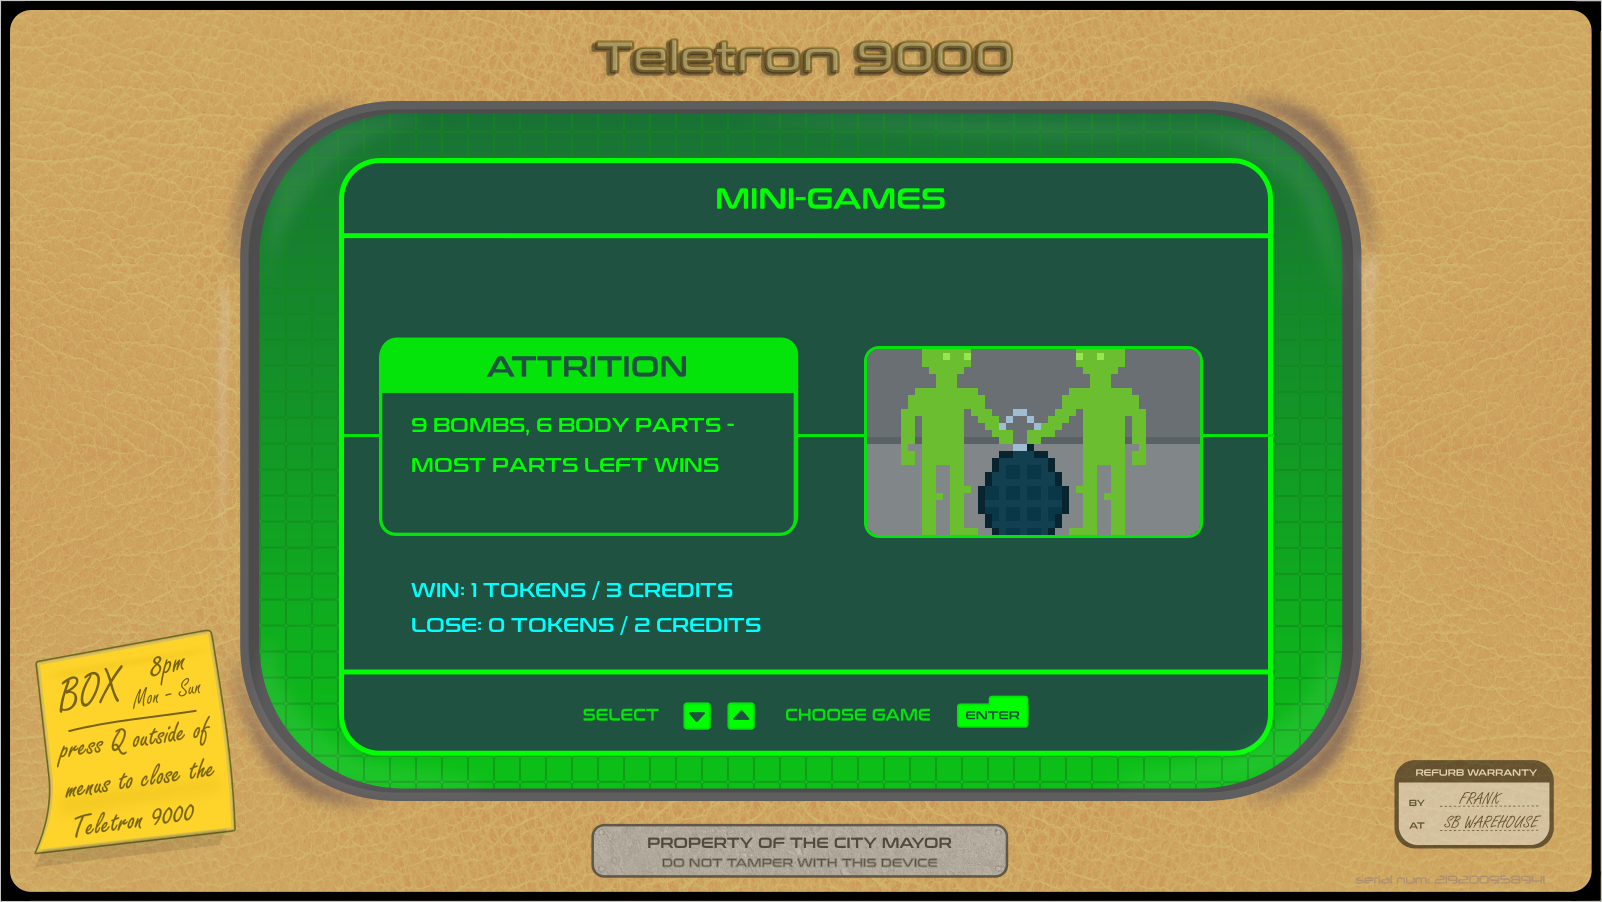 Teletron 9000
MINI-GAMES
ATTRITION
9 BOMBS, 6 BODY PARTS -
MOST PARTS LEFT WINS
WIN: 1 TOKENS / 3 CREDITS
LOSE: 0 TOKENS / 2 CREDITS
SELECT CHOOSE GAME ENTER
BOX 8pm
Mon - Sun
press Q outside of
menus to close the
Teletron 9000
PROPERTY OF THE CITY MAYOR
DO NOT TAMPER WITH THIS DEVICE
REFURB WARRANTY
BY FRANK
AT SB WAREHOUSE
serial num: